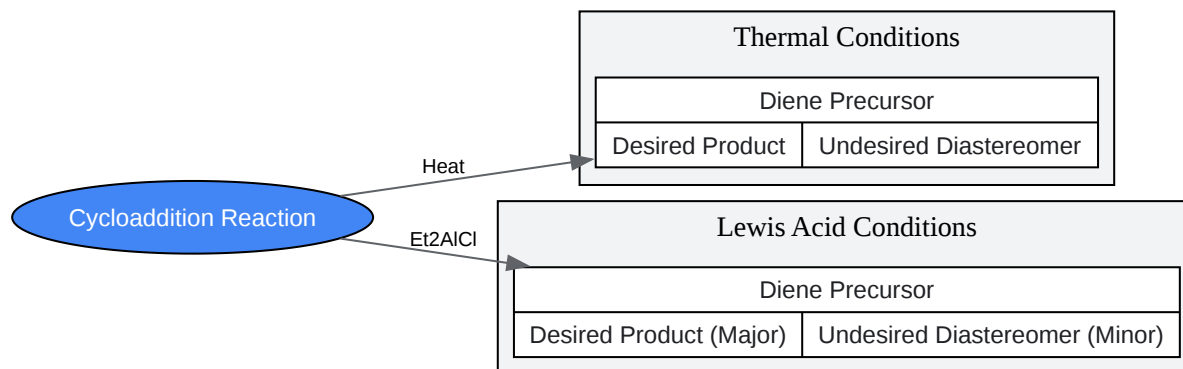 Thermal Conditions
Diene Precursor
Desired Product
Undesired Diastereomer
Heat
Cycloaddition Reaction
Et2AlCl
Lewis Acid Conditions
Diene Precursor
Desired Product (Major)
Undesired Diastereomer (Minor)